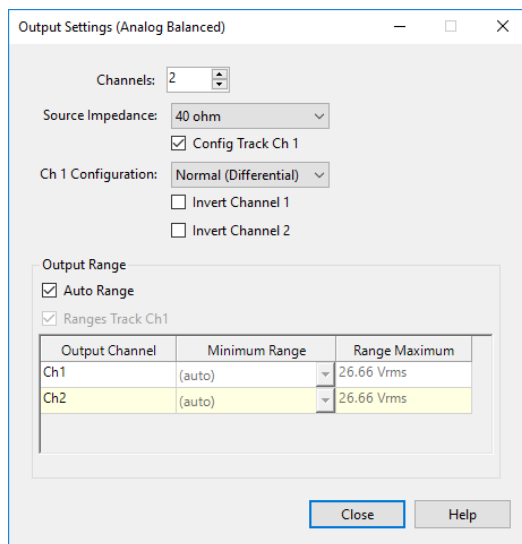 Output Settings (Analog Balanced)
Channels: 2
Source Impedance: 40 ohm
Config Track Ch 1
Ch 1 Configuration: Normal (Differential)
Invert Channel 1
Invert Channel 2
Output Range
Auto Range
Ranges Track Ch1
Output Channel Minimum Range Range Maximum
Ch1 (auto) 26.66 Vrms
Ch2 (auto) 26.66 Vrms
Close Help